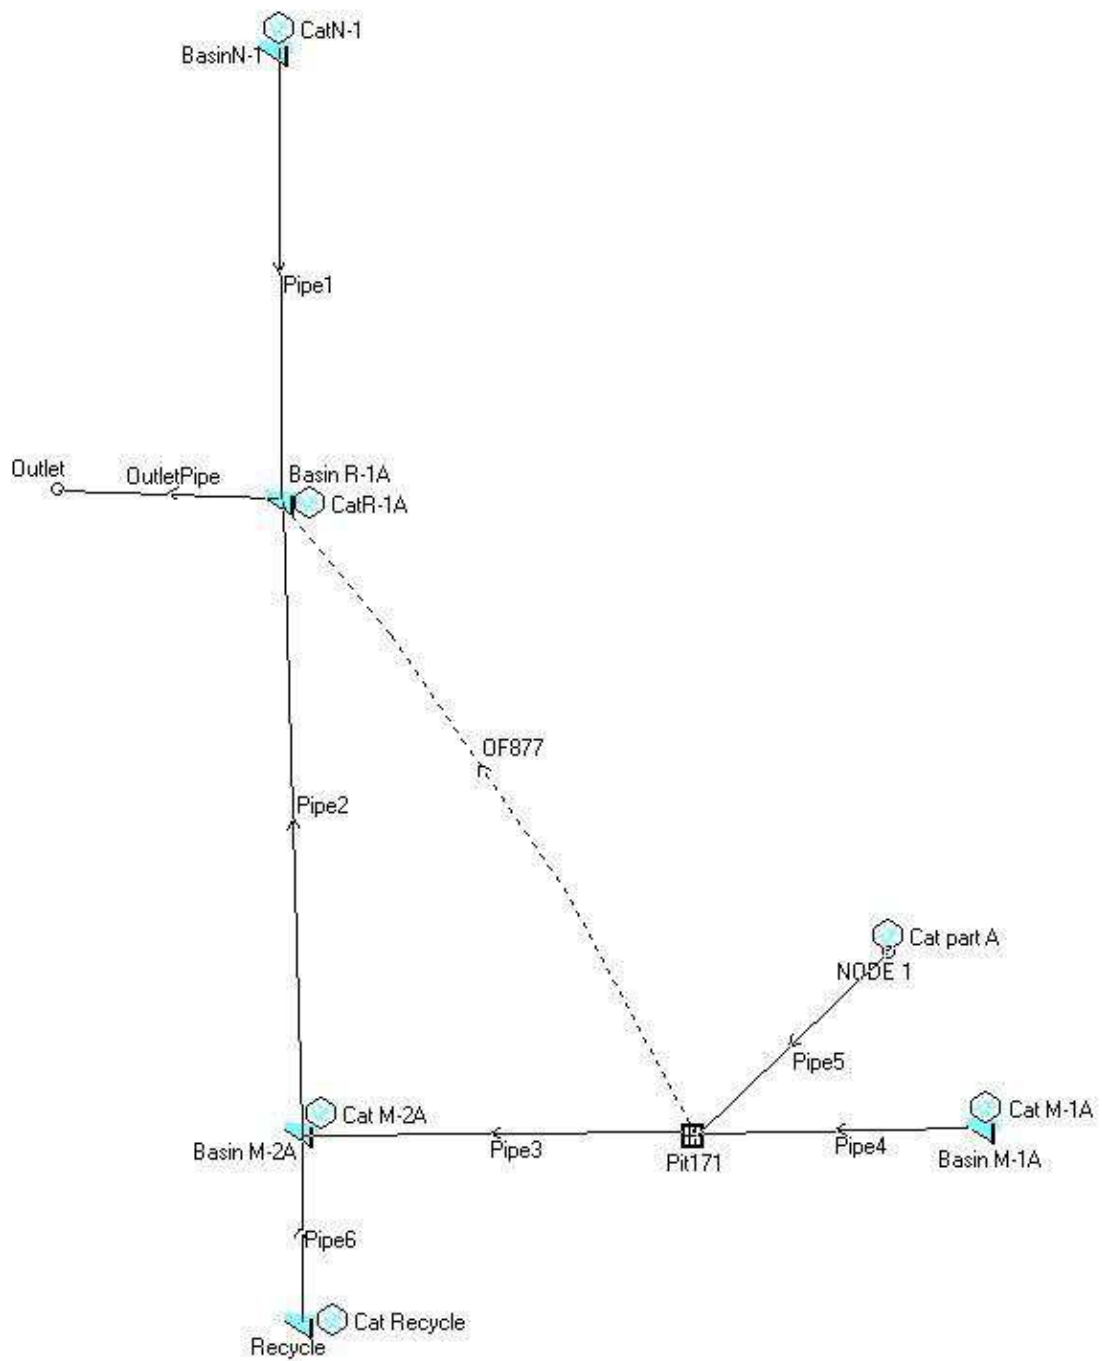 CatN-1
BasinN-1
Pipe1
Outlet
OutletPipe
Basin R-1A
CatR-1A
OF877
Pipe2
Cat part A
NODE 1
Pipe5
Cat M-2A
Cat M-1A
Basin M-2A
Pipe3
Pit171
Pipe4
Basin M-1A
Pipe6
Cat Recycle
Recycle